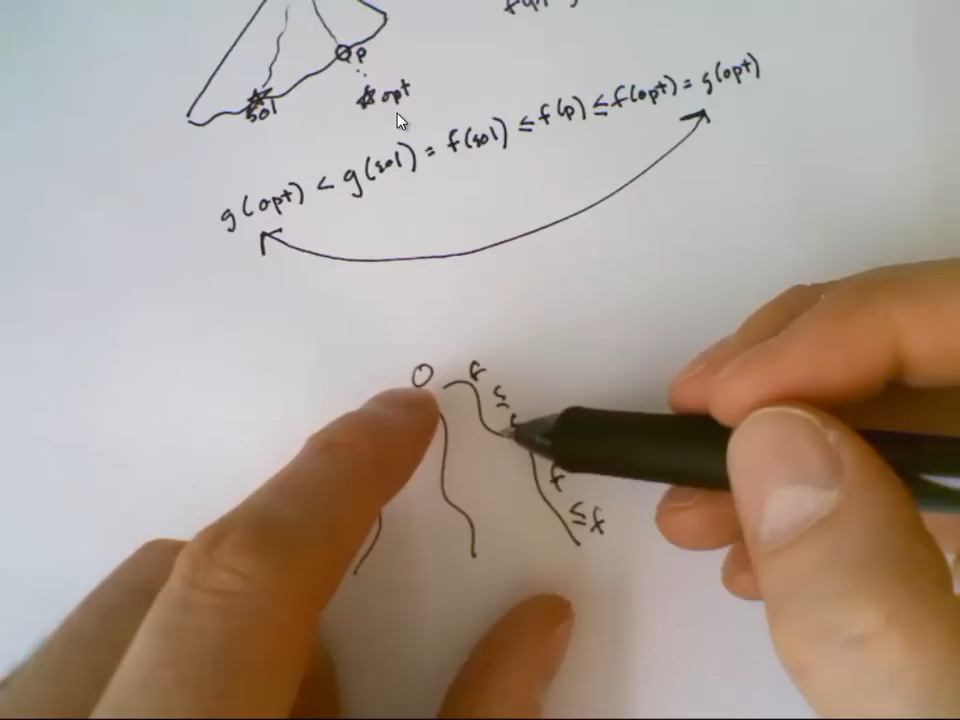 p
sol
opt
g(opt) < g(sol) = f(sol) ≤ f(p) ≤ f(opt) = g(opt)
f
≤
f
≤ f